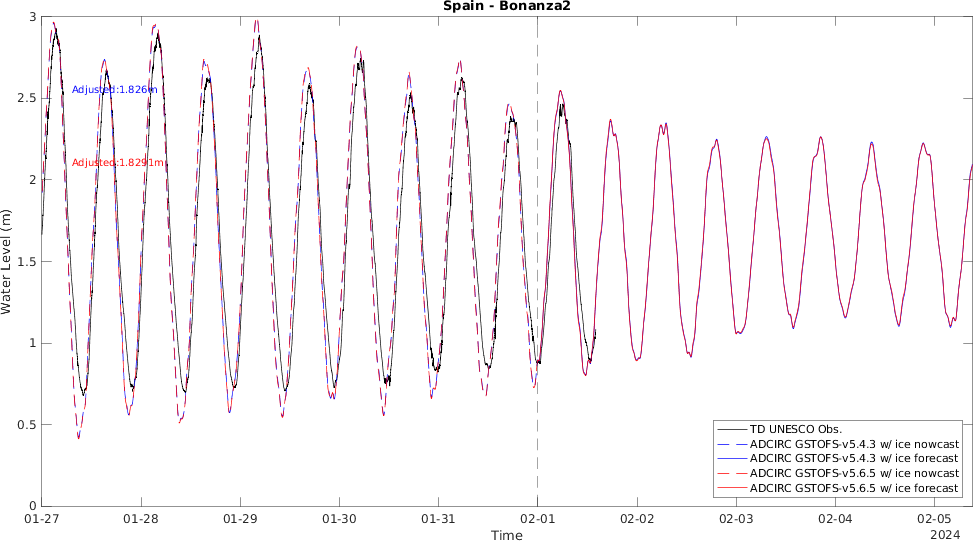 Spain - Bonanza2
3
2.5
2
1.5
1
0.5
0
Water Level (m)
Adjusted:1.826m
Adjusted:1.8291m
TD UNESCO Obs.
ADCIRC GSTOFS-v5.4.3 w/ ice nowcast
ADCIRC GSTOFS-v5.4.3 w/ ice forecast
ADCIRC GSTOFS-v5.6.5 w/ ice nowcast
ADCIRC GSTOFS-v5.6.5 w/ ice forecast
01-27 01-28 01-29 01-30 01-31 02-01 02-02 02-03 02-04 02-05
Time
2024